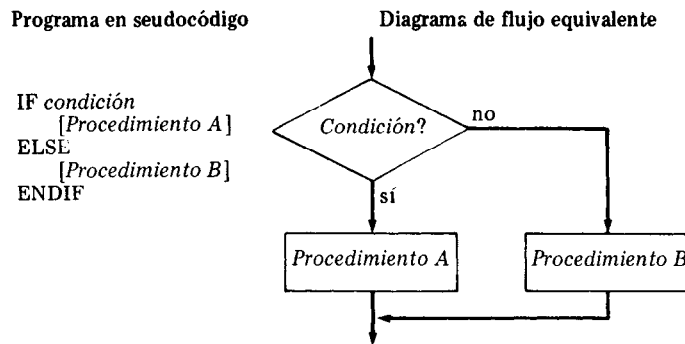 Programa en seudocódigo
Diagrama de flujo equivalente
IF condición
[Procedimiento A]
ELSE
[Procedimiento B]
ENDIF
Condición?
no
sí
Procedimiento A
Procedimiento B